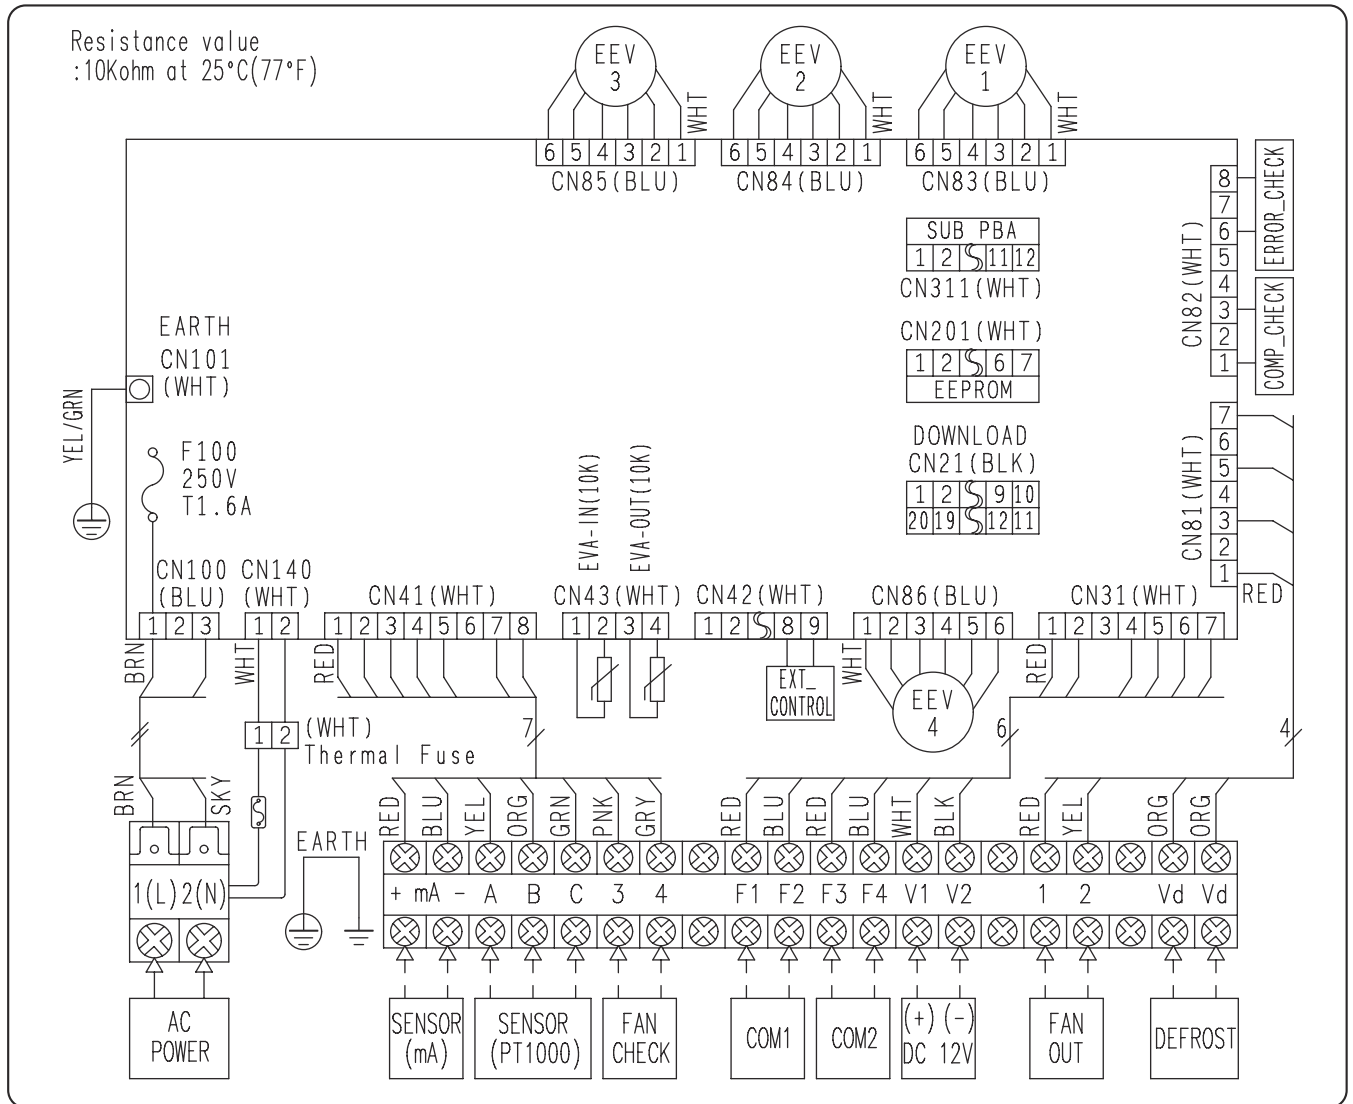 Resistance value
:10Kohm at 25°C(77°F)
EEV
3
EEV
2
EEV
1
WHT
WHT
WHT
6 5 4 3 2 1
6 5 4 3 2 1
6 5 4 3 2 1
CN85(BLU)
CN84(BLU)
CN83(BLU)
SUB PBA
1 2 11 12
CN311(WHT)
CN201(WHT)
1 2 6 7
EEPROM
DOWNLOAD
CN21(BLK)
1 2 9 10
20 19 12 11
CN82(WHT)
8
7
6
5
4
3
2
1
ERROR_CHECK
COMP_CHECK
CN81(WHT)
7
6
5
4
3
2
1
RED
EARTH
CN101
(WHT)
YEL/GRN
F100
250V
T1.6A
EVA-IN(10K)
EVA-OUT(10K)
CN100
(BLU)
CN140
(WHT)
CN41(WHT)
CN43(WHT)
CN42(WHT)
CN86(BLU)
CN31(WHT)
1 2 3
1 2
1 2 3 4 5 6 7 8
1 2 3 4
1 2 8 9
1 2 3 4 5 6
1 2 3 4 5 6 7
BRN
WHT
RED
WHT
RED
EXT_
CONTROL
EEV
4
1 2
(WHT)
Thermal Fuse
7
6
4
BRN
SKY
RED
BLU
YEL
ORG
GRN
PNK
GRY
RED
BLU
RED
BLU
WHT
BLK
RED
YEL
ORG
ORG
EARTH
1(L) 2(N)
+ mA - A B C 3 4 F1 F2 F3 F4 V1 V2 1 2 Vd Vd
AC
POWER
SENSOR
(mA)
SENSOR
(PT1000)
FAN
CHECK
COM1
COM2
(+) (-)
DC 12V
FAN
OUT
DEFROST